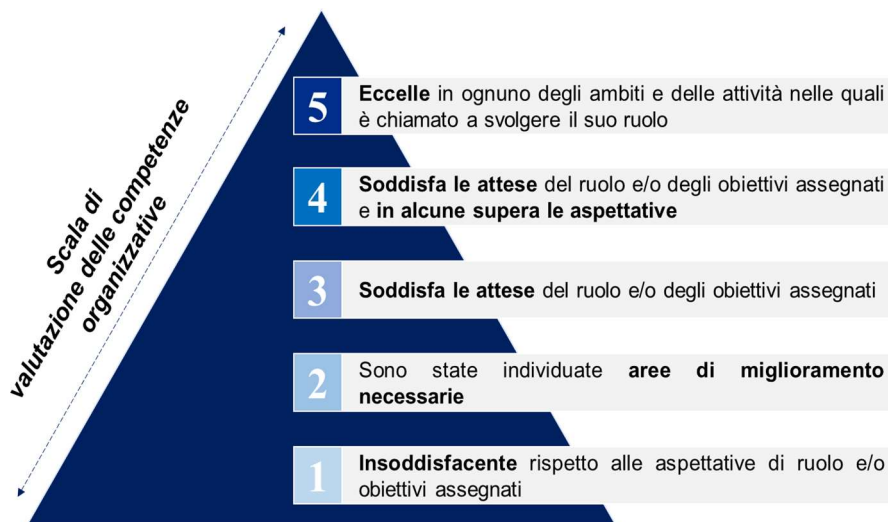 Scala di
valutazione delle competenze
organizzative
5
Eccelle in ognuno degli ambiti e delle attività nelle quali
è chiamato a svolgere il suo ruolo
4
Soddisfa le attese del ruolo e/o degli obiettivi assegnati
e in alcune supera le aspettative
3
Soddisfa le attese del ruolo e/o degli obiettivi assegnati
2
Sono state individuate aree di miglioramento
necessarie
1
Insoddisfacente rispetto alle aspettative di ruolo e/o
obiettivi assegnati